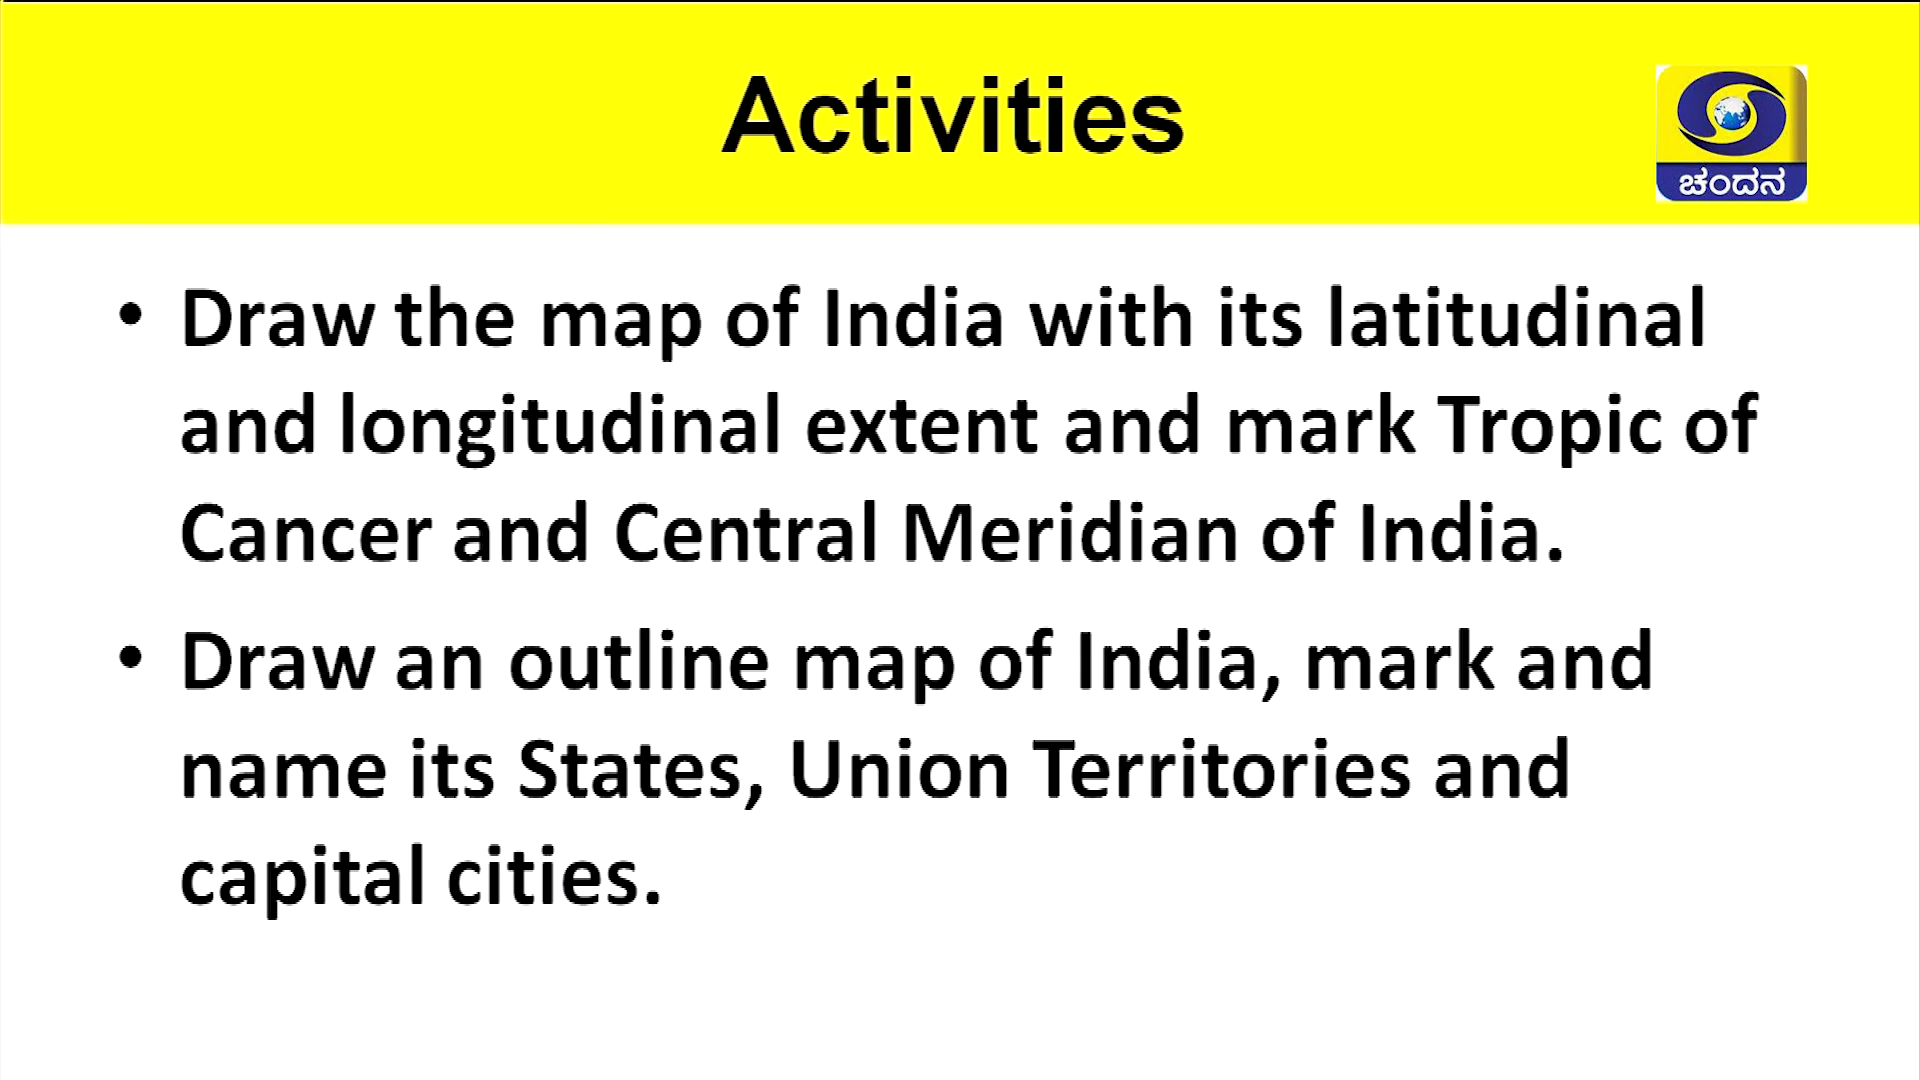 Activities
ಚಂದನ
• Draw the map of India with its latitudinal
and longitudinal extent and mark Tropic of
Cancer and Central Meridian of India.
• Draw an outline map of India, mark and
name its States, Union Territories and
capital cities.